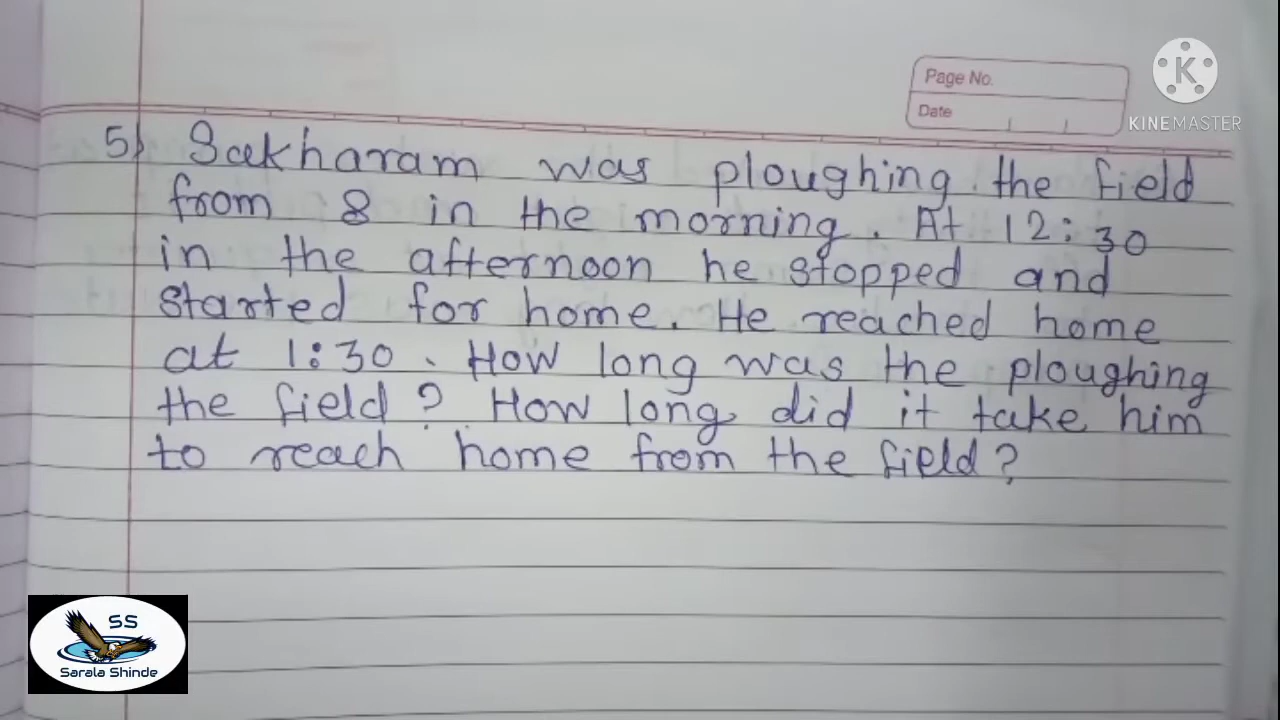 Page No.
Date
KINEMASTER
5) Sakharam was ploughing the field
from 8 in the morning. At 12:30
in the afternoon he stopped and
started for home. He reached home
at 1:30. How long was the ploughing
the field? How long did it take him
to reach home from the field?
SS
Sarala Shinde